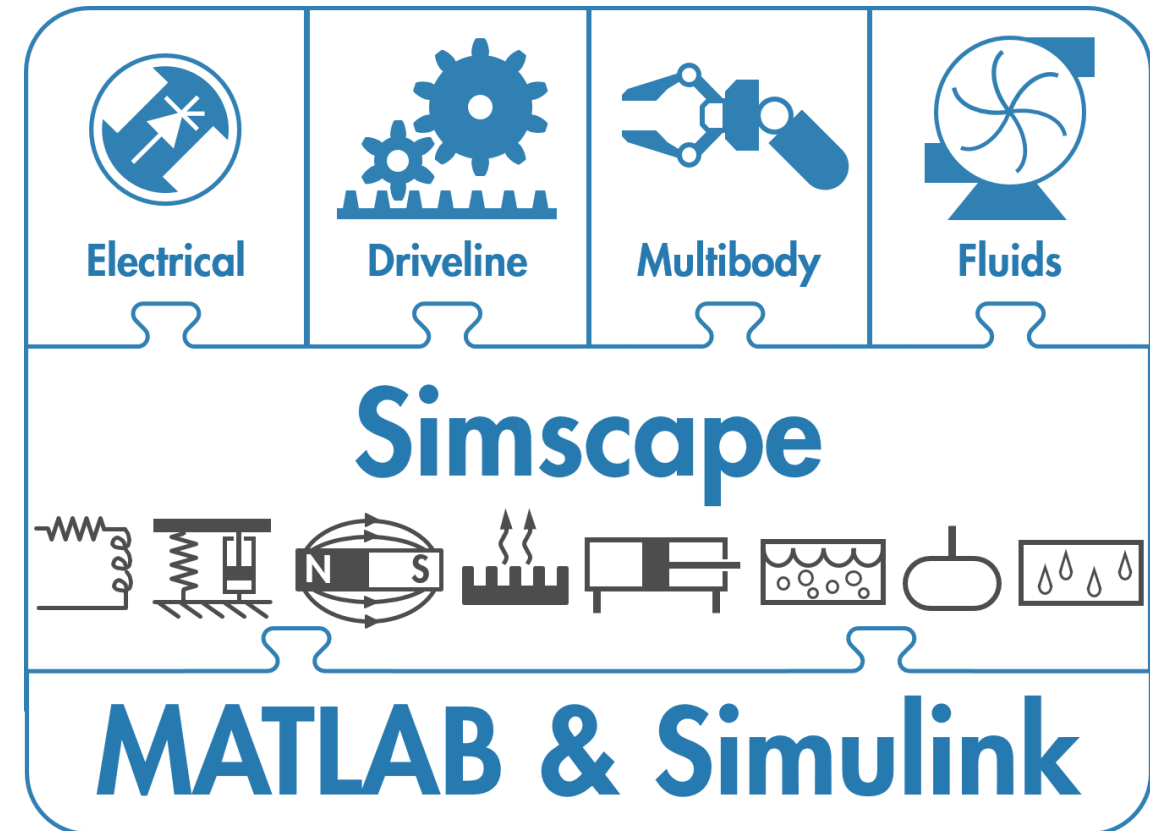 Electrical Driveline Multibody Fluids
Simscape
N S
MATLAB & Simulink